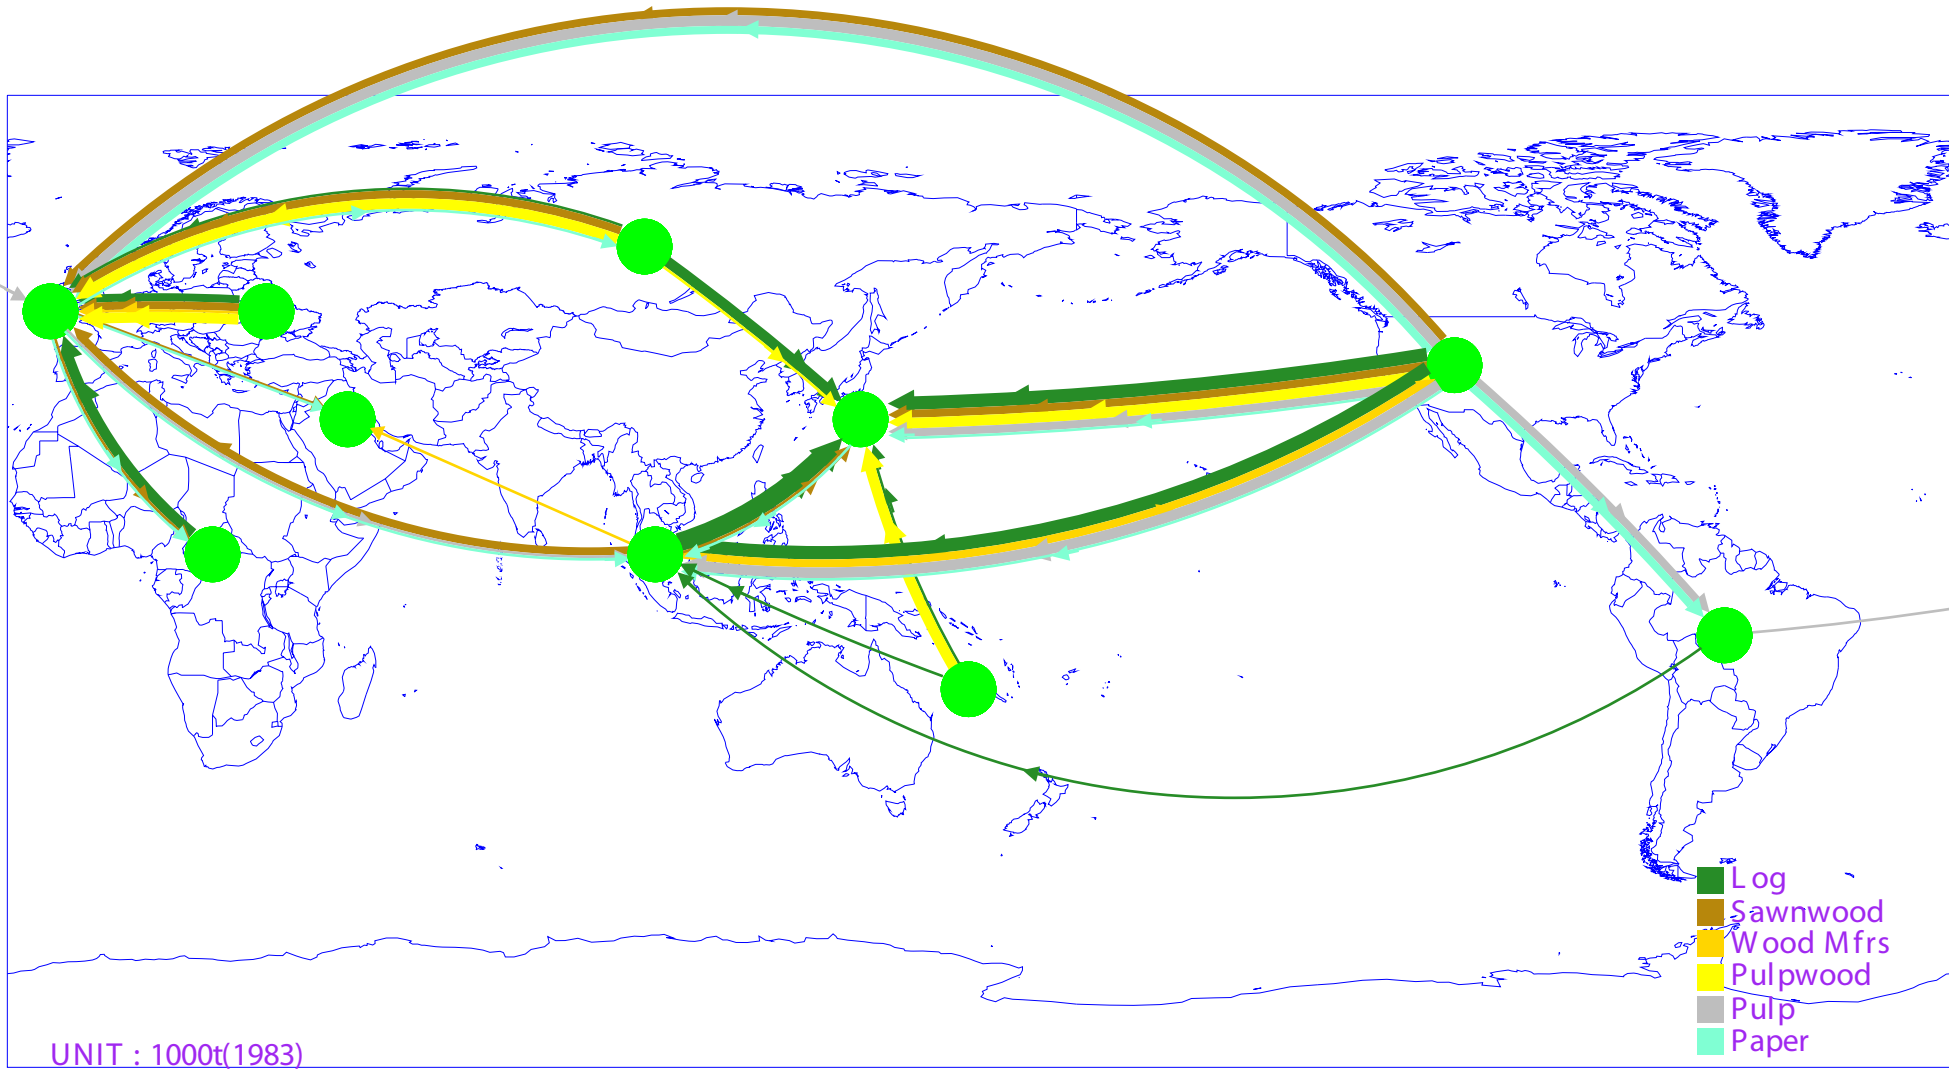 Log
Sawnwood
Wood Mfrs
Pulpwood
Pulp
Paper
UNIT : 1000t(1983)